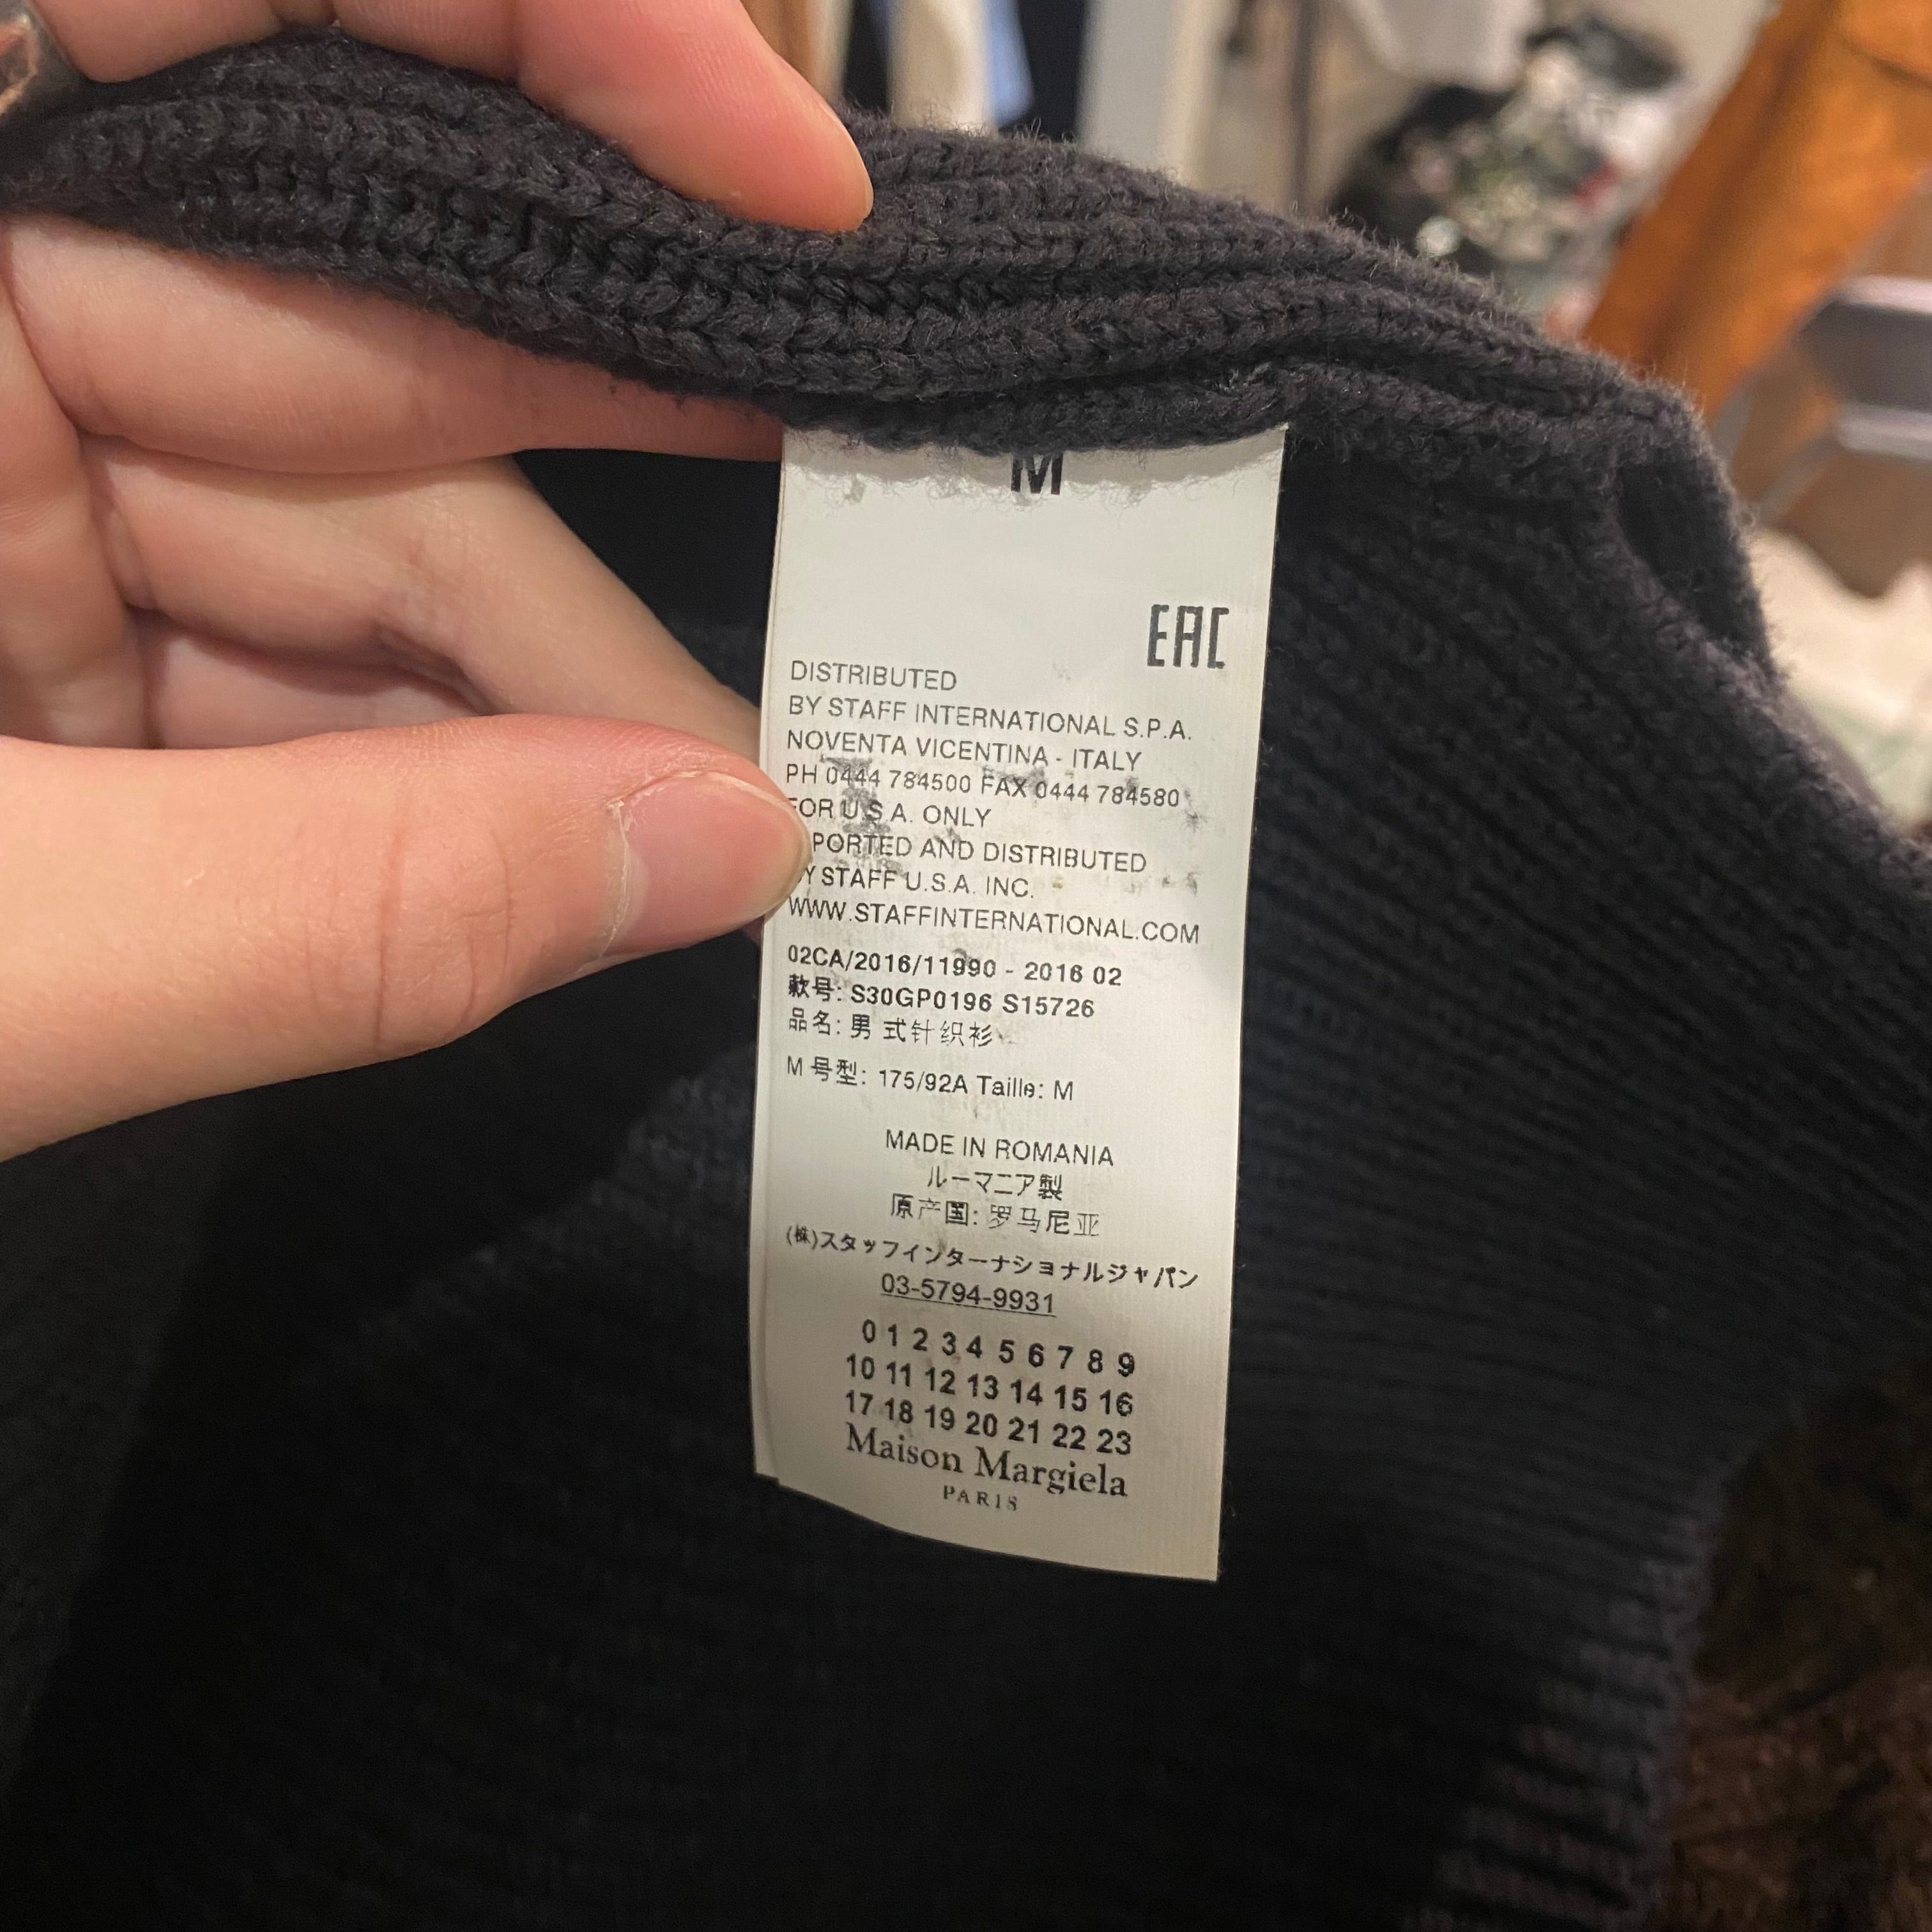 M
EAC
DISTRIBUTED
BY STAFF INTERNATIONAL S.P.A.
NOVENTA VICENTINA - ITALY
PH 0444 784500 FAX 0444 784580
FOR U.S.A. ONLY
PORTED AND DISTRIBUTED
BY STAFF U.S.A. INC.
WWW.STAFFINTERNATIONAL.COM
02CA/2016/11990 - 2016 02
款号: S30GP0196 S15726
品名: 男 式针织衫
M 号型: 175/92A Taille: M
MADE IN ROMANIA
ルーマニア製
原产国: 罗马尼亚
(株)スタッフインターナショナルジャパン
03-5794-9931
0 1 2 3 4 5 6 7 8 9
10 11 12 13 14 15 16
17 18 19 20 21 22 23
Maison Margiela
PARIS